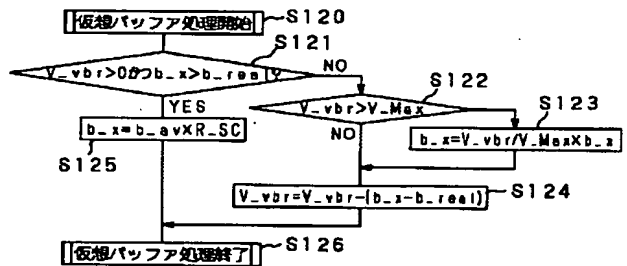 仮想バッファ処理開始 S120
V_vbr>0かつb_x>b_real S121
NO
V_vbr>V_Max S122
YES
NO
b_x=V_vbr/V_Max×b_x S123
b_x=b_av×R_SC
S125
V_vbr=V_vbr-(b_x-b_real) S124
仮想バッファ処理終了 S126